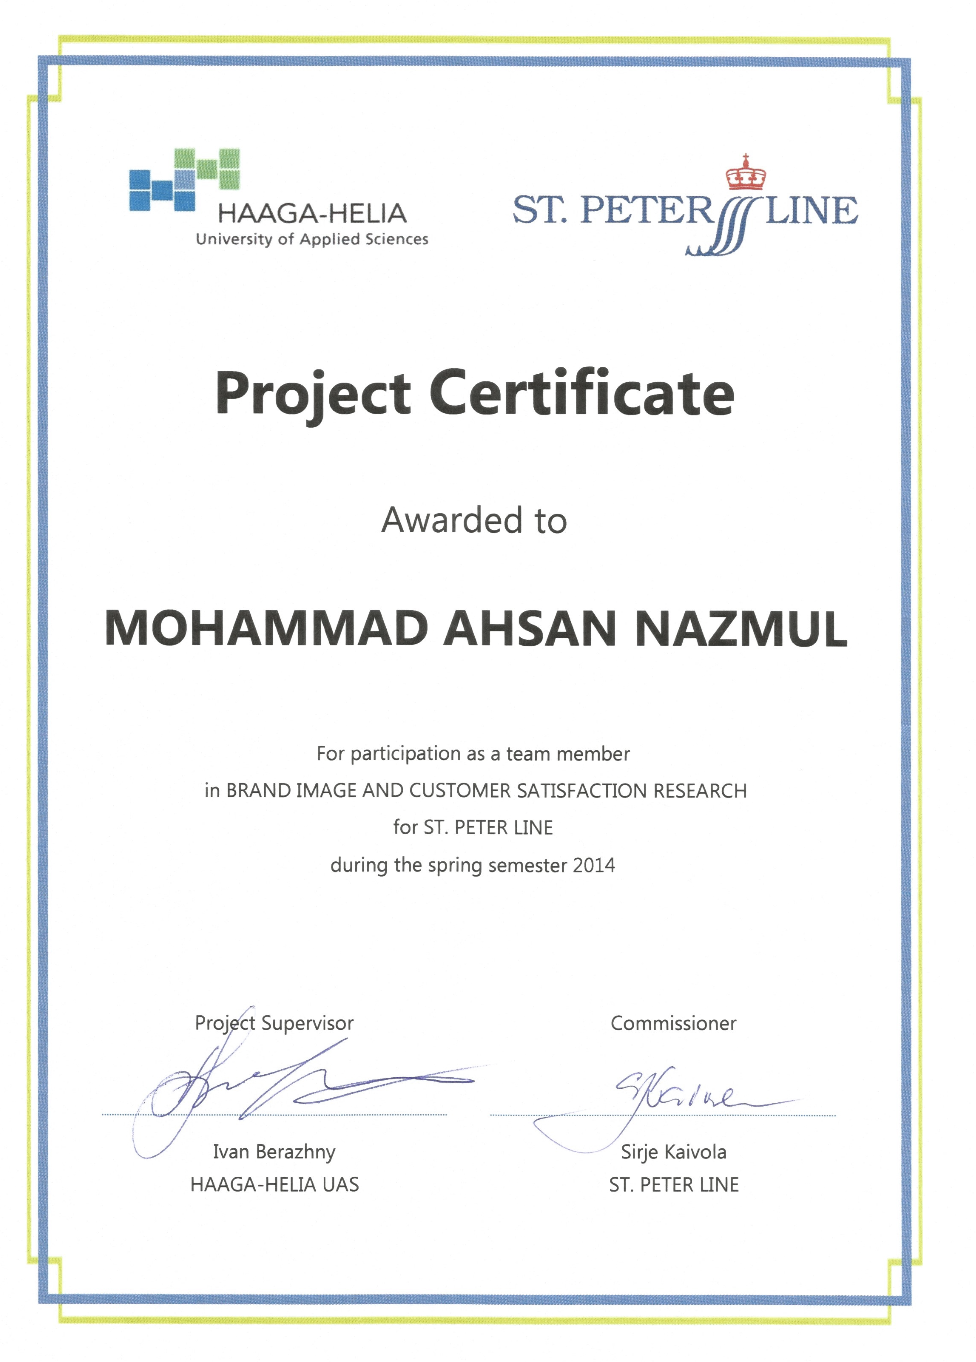 HAAGA-HELIA
University of Applied Sciences
ST. PETER LINE
Project Certificate
Awarded to
MOHAMMAD AHSAN NAZMUL
For participation as a team member
in BRAND IMAGE AND CUSTOMER SATISFACTION RESEARCH
for ST. PETER LINE
during the spring semester 2014
Project Supervisor
Commissioner
SKaivola
Ivan Berazhny
Sirje Kaivola
HAAGA-HELIA UAS
ST. PETER LINE